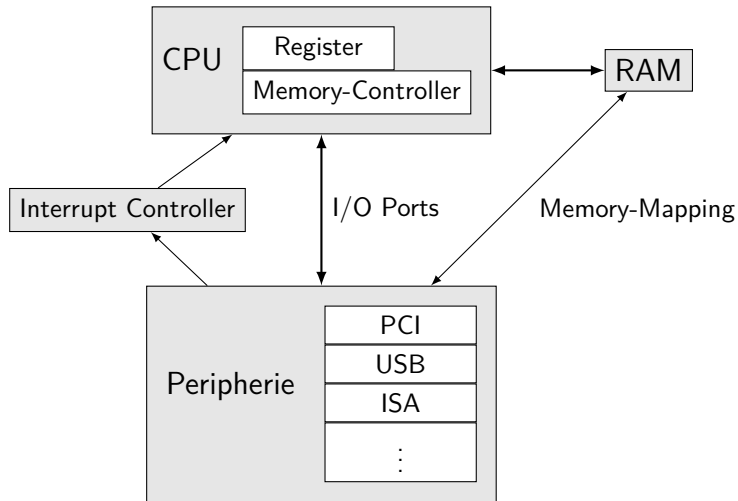 CPU
Register
Memory-Controller
RAM
Interrupt Controller
I/O Ports
Memory-Mapping
Peripherie
PCI
USB
ISA
⋮